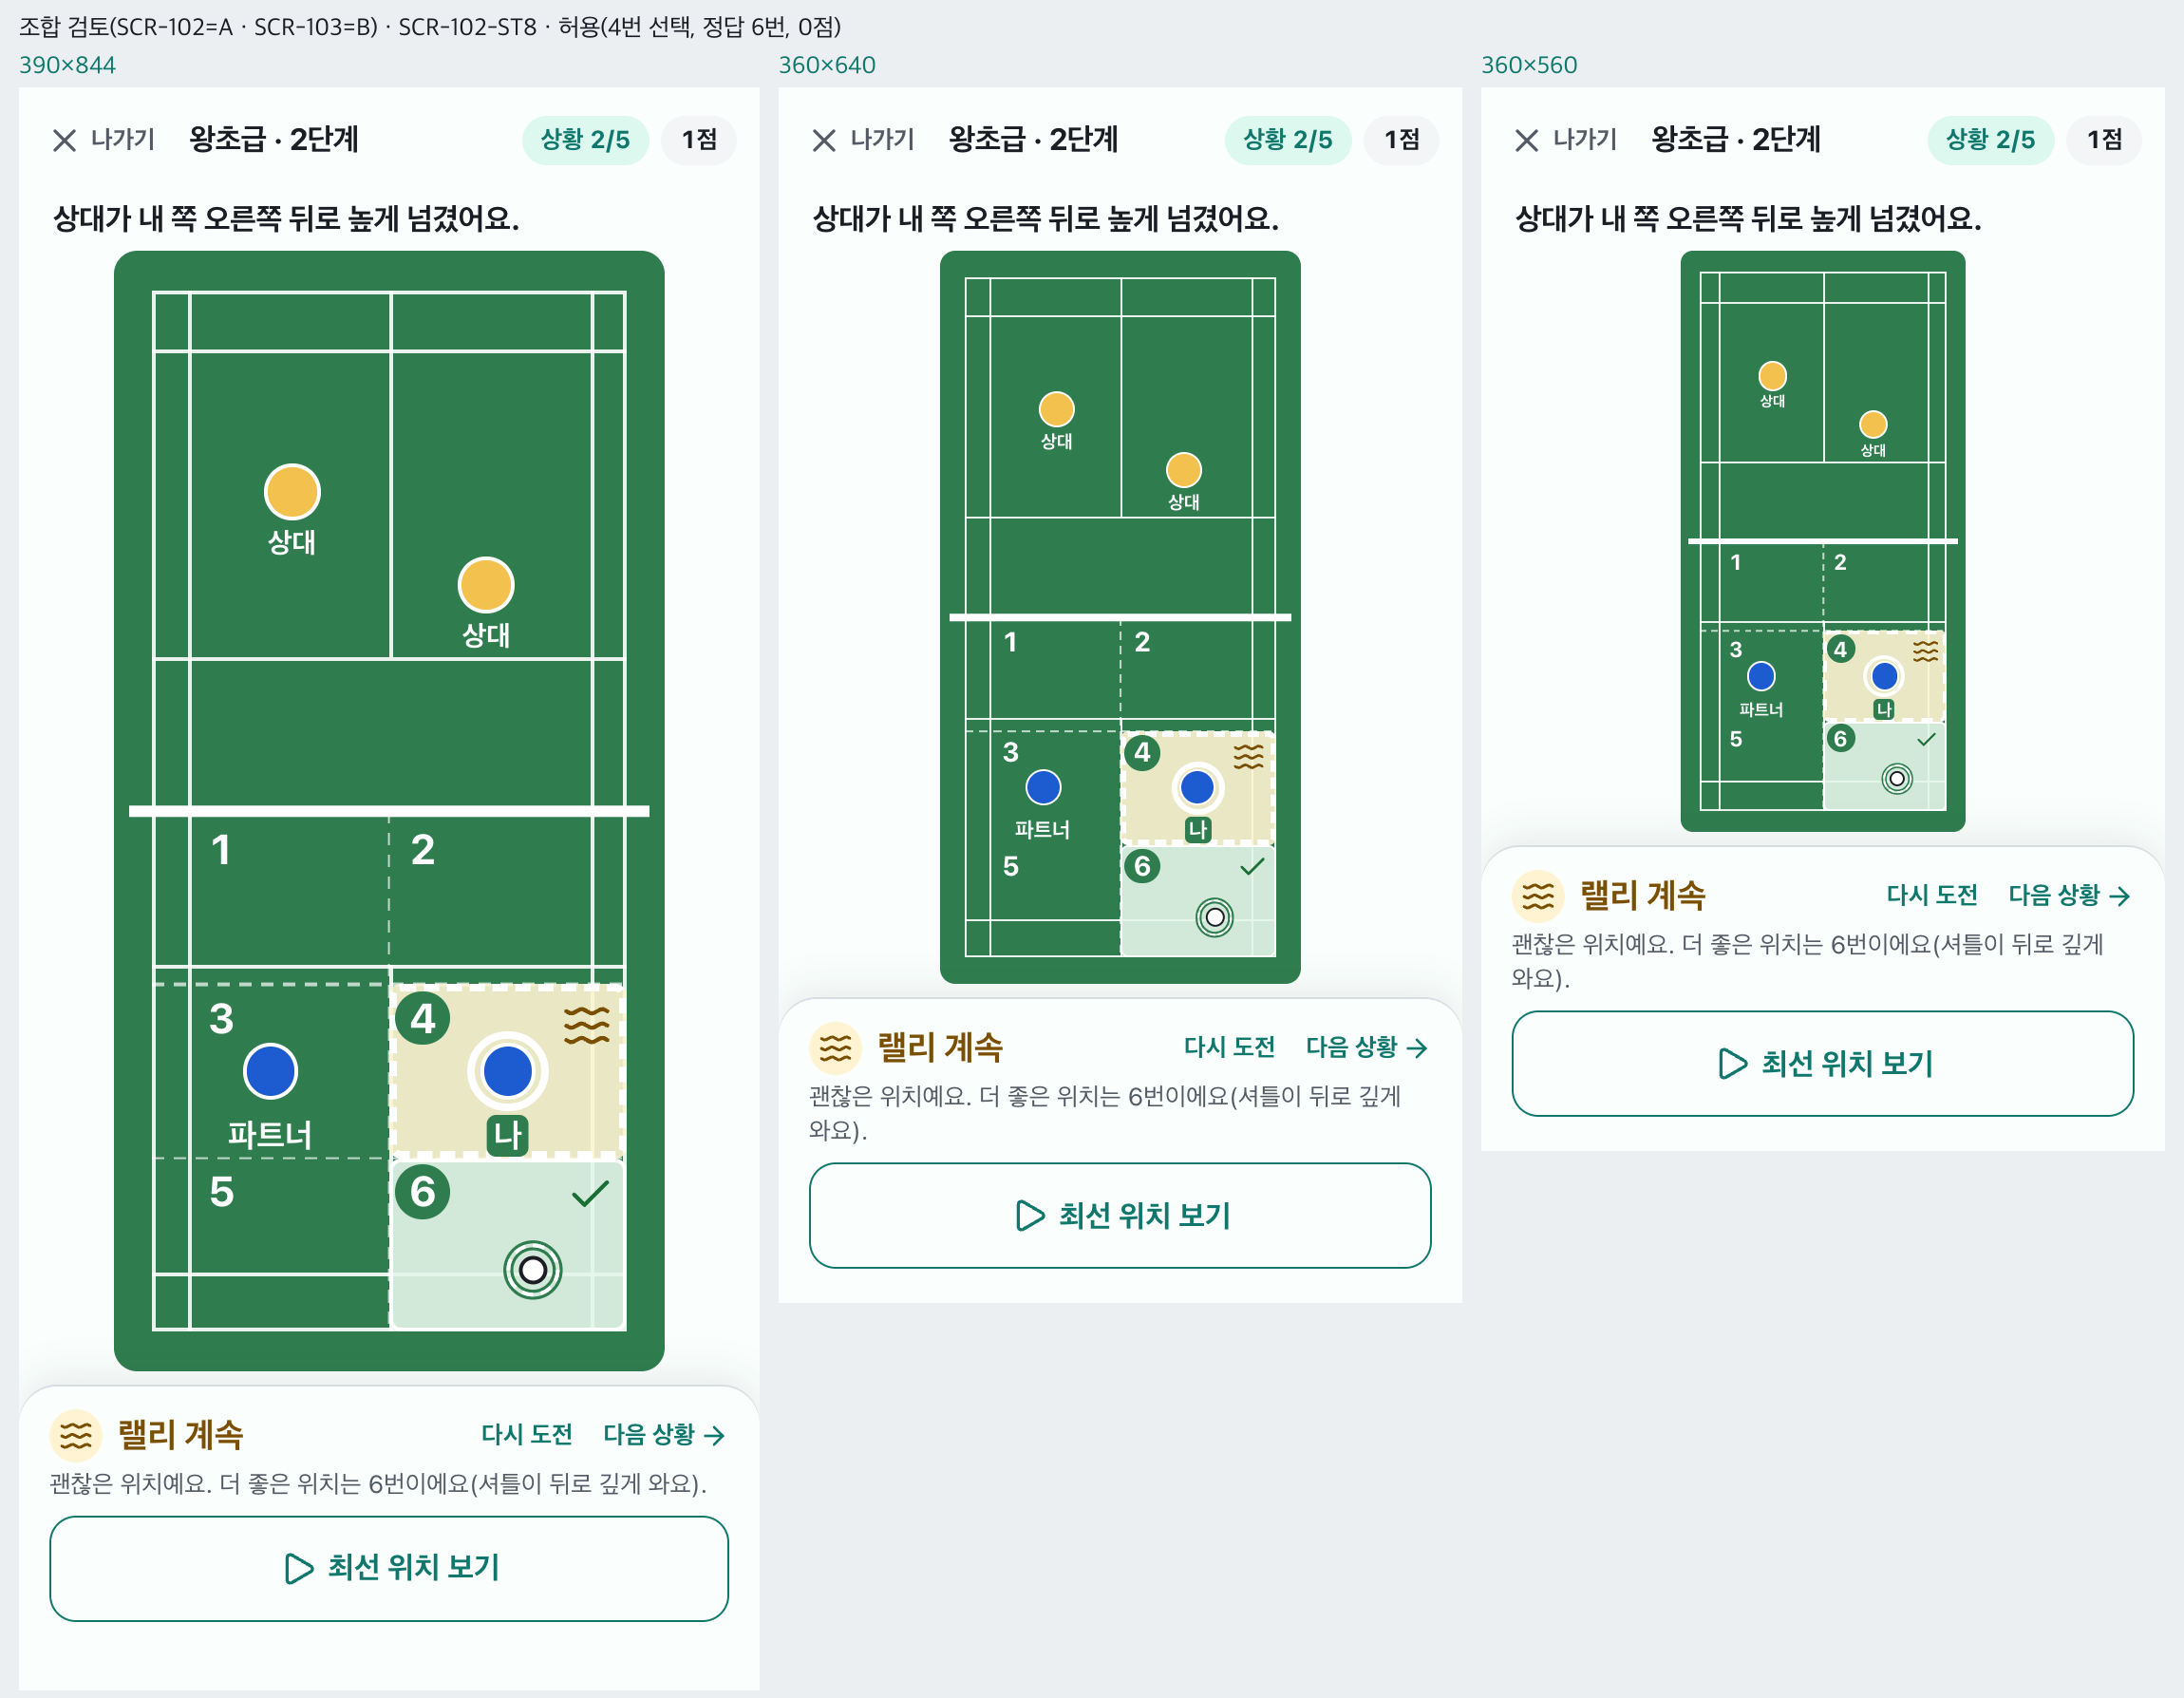 조합 검토(SCR-102=A · SCR-103=B) · SCR-102-ST8 · 허용(4번 선택, 정답 6번, 0점)
390×844
나가기 왕초급 · 2단계 상황 2/5 1점
상대가 내 쪽 오른쪽 뒤로 높게 넘겼어요.
상대
상대
1 2
3 4
파트너 나
5 6
랠리 계속 다시 도전 다음 상황
괜찮은 위치예요. 더 좋은 위치는 6번이에요(셔틀이 뒤로 깊게 와요).
최선 위치 보기
360×640
나가기 왕초급 · 2단계 상황 2/5 1점
상대가 내 쪽 오른쪽 뒤로 높게 넘겼어요.
상대
상대
1 2
3 4
파트너 나
5 6
랠리 계속 다시 도전 다음 상황
괜찮은 위치예요. 더 좋은 위치는 6번이에요(셔틀이 뒤로 깊게
와요).
최선 위치 보기
360×560
나가기 왕초급 · 2단계 상황 2/5 1점
상대가 내 쪽 오른쪽 뒤로 높게 넘겼어요.
상대
상대
1 2
3 4
파트너 나
5 6
랠리 계속 다시 도전 다음 상황
괜찮은 위치예요. 더 좋은 위치는 6번이에요(셔틀이 뒤로 깊게
와요).
최선 위치 보기